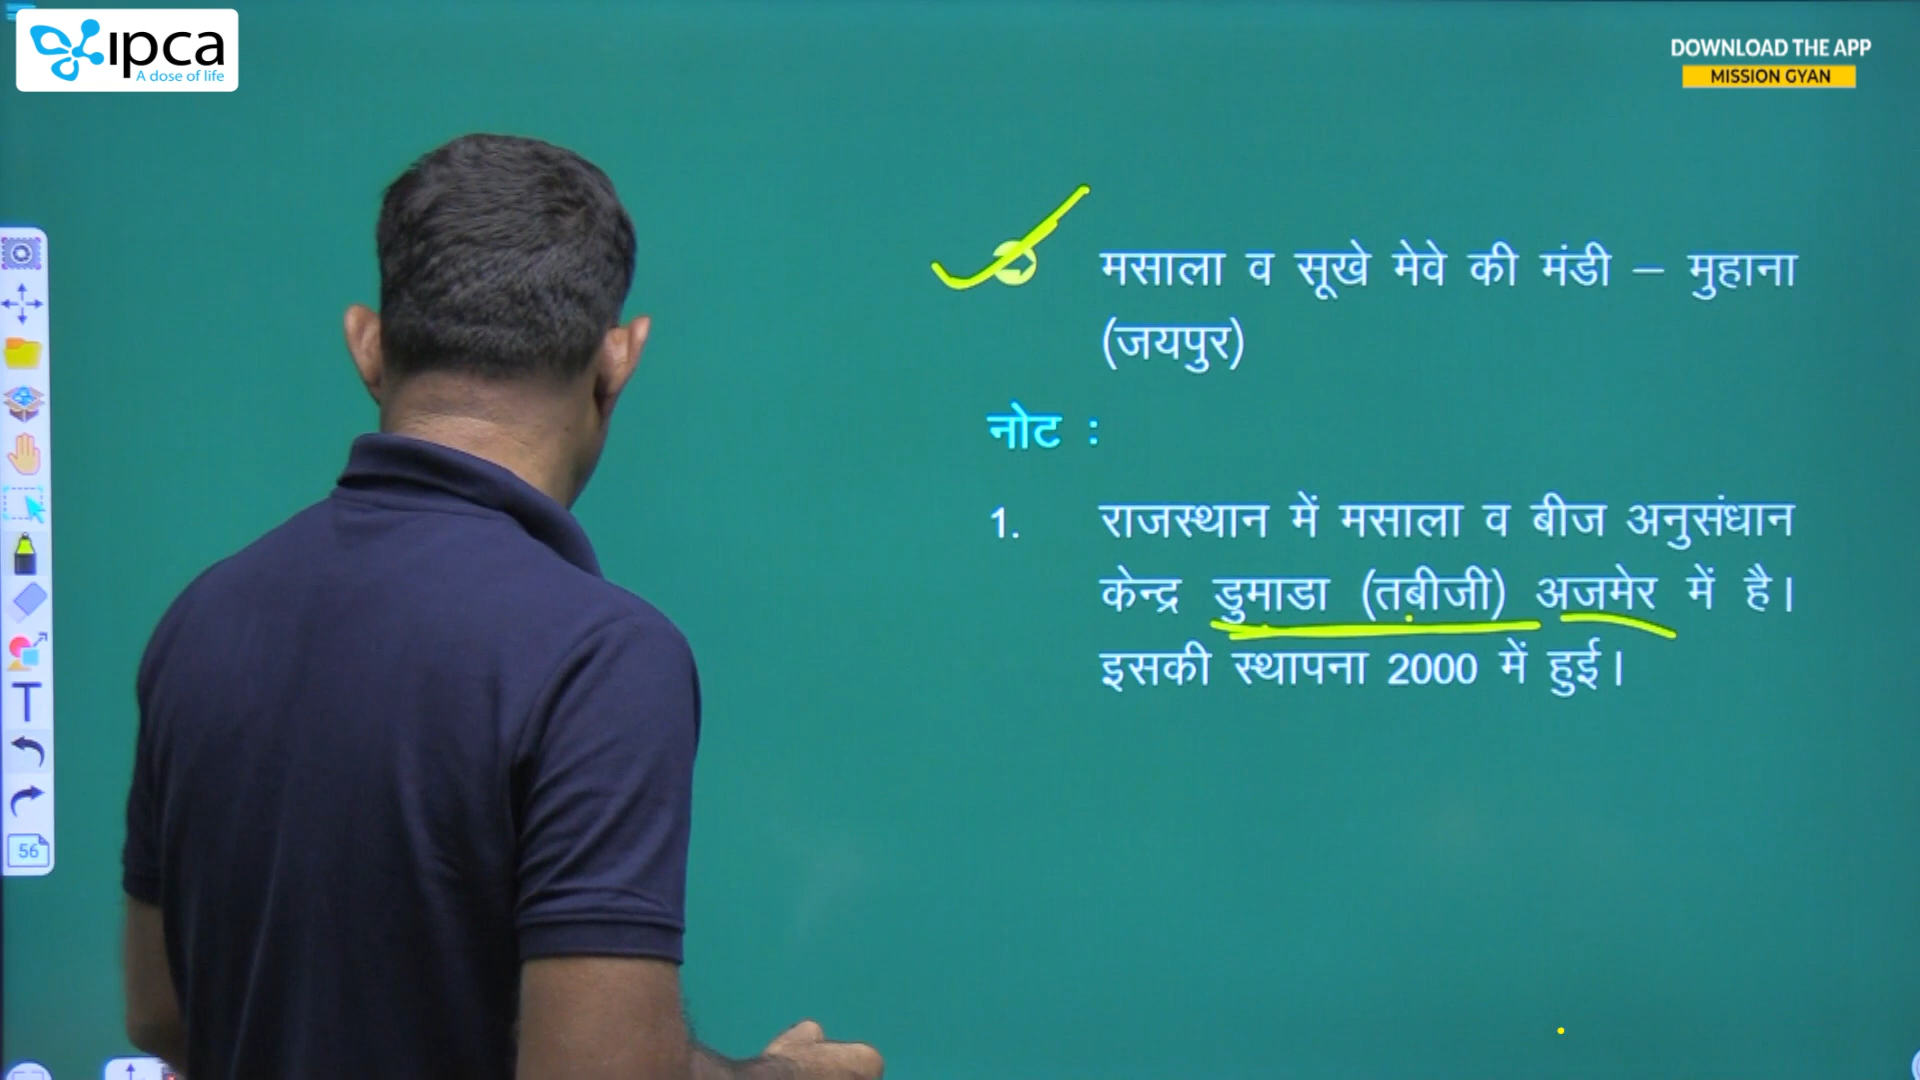 ipca
A dose of life
DOWNLOAD THE APP
MISSION GYAN
मसाला व सूखे मेवे की मंडी – मुहाना
(जयपुर)
नोट :
1. राजस्थान में मसाला व बीज अनुसंधान
केन्द्र डुमाडा (तबीजी) अजमेर में है।
इसकी स्थापना 2000 में हुई।
T
56